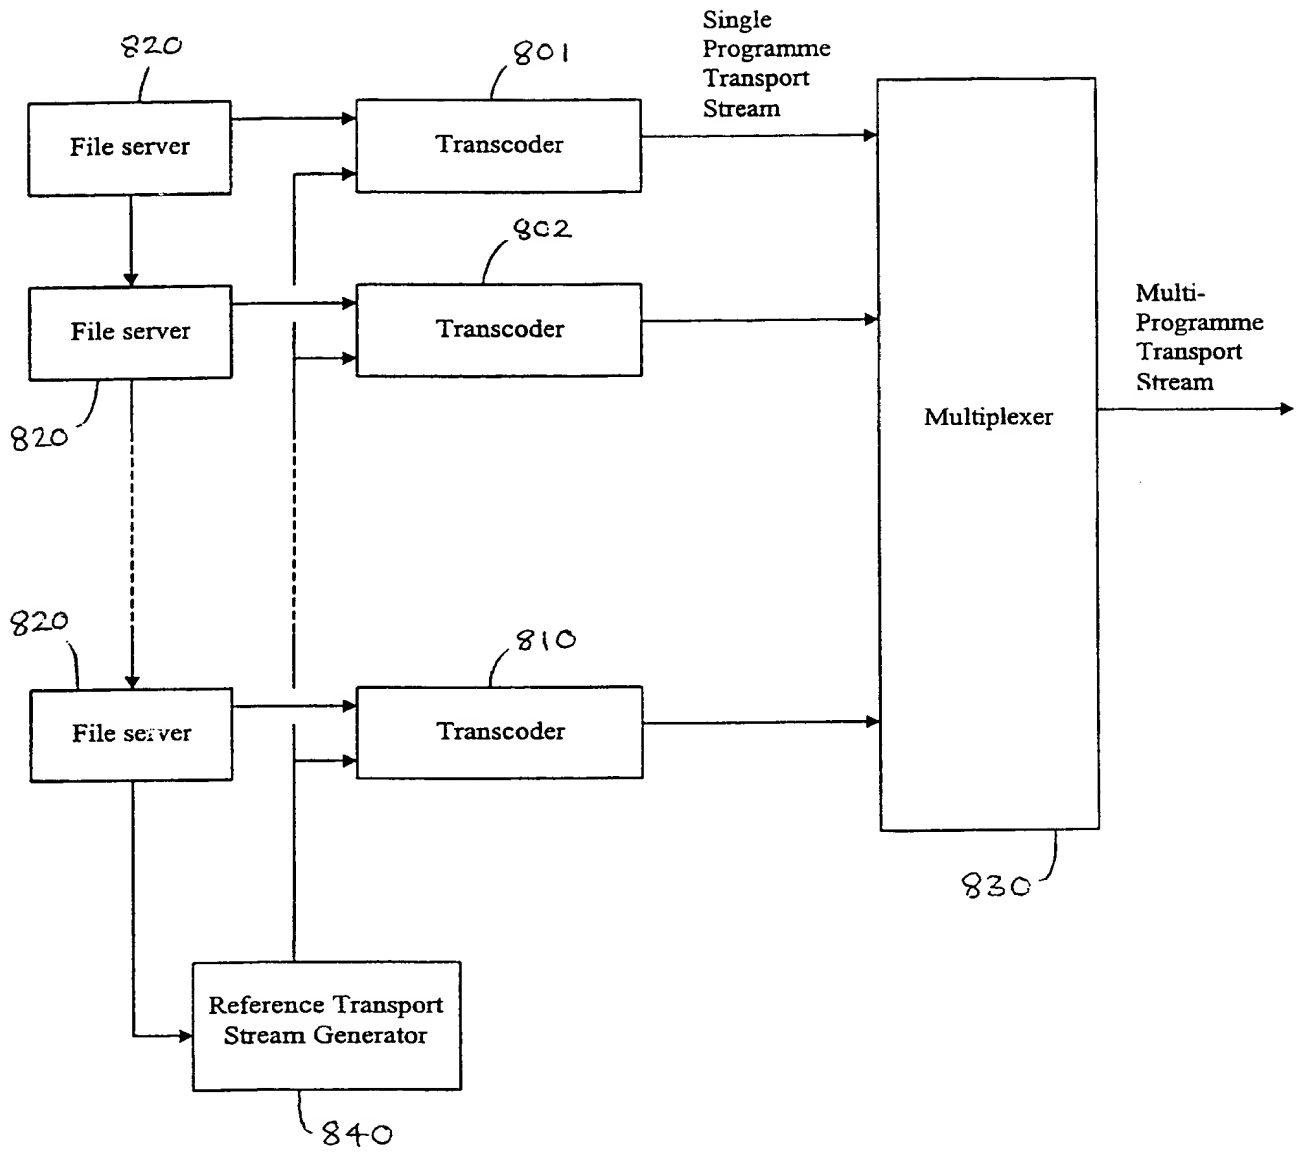 820
801
Single
Programme
Transport
Stream
File server
Transcoder
802
File server
Transcoder
Multi-
Programme
Transport
Stream
Multiplexer
820
820
810
File server
Transcoder
830
Reference Transport
Stream Generator
840